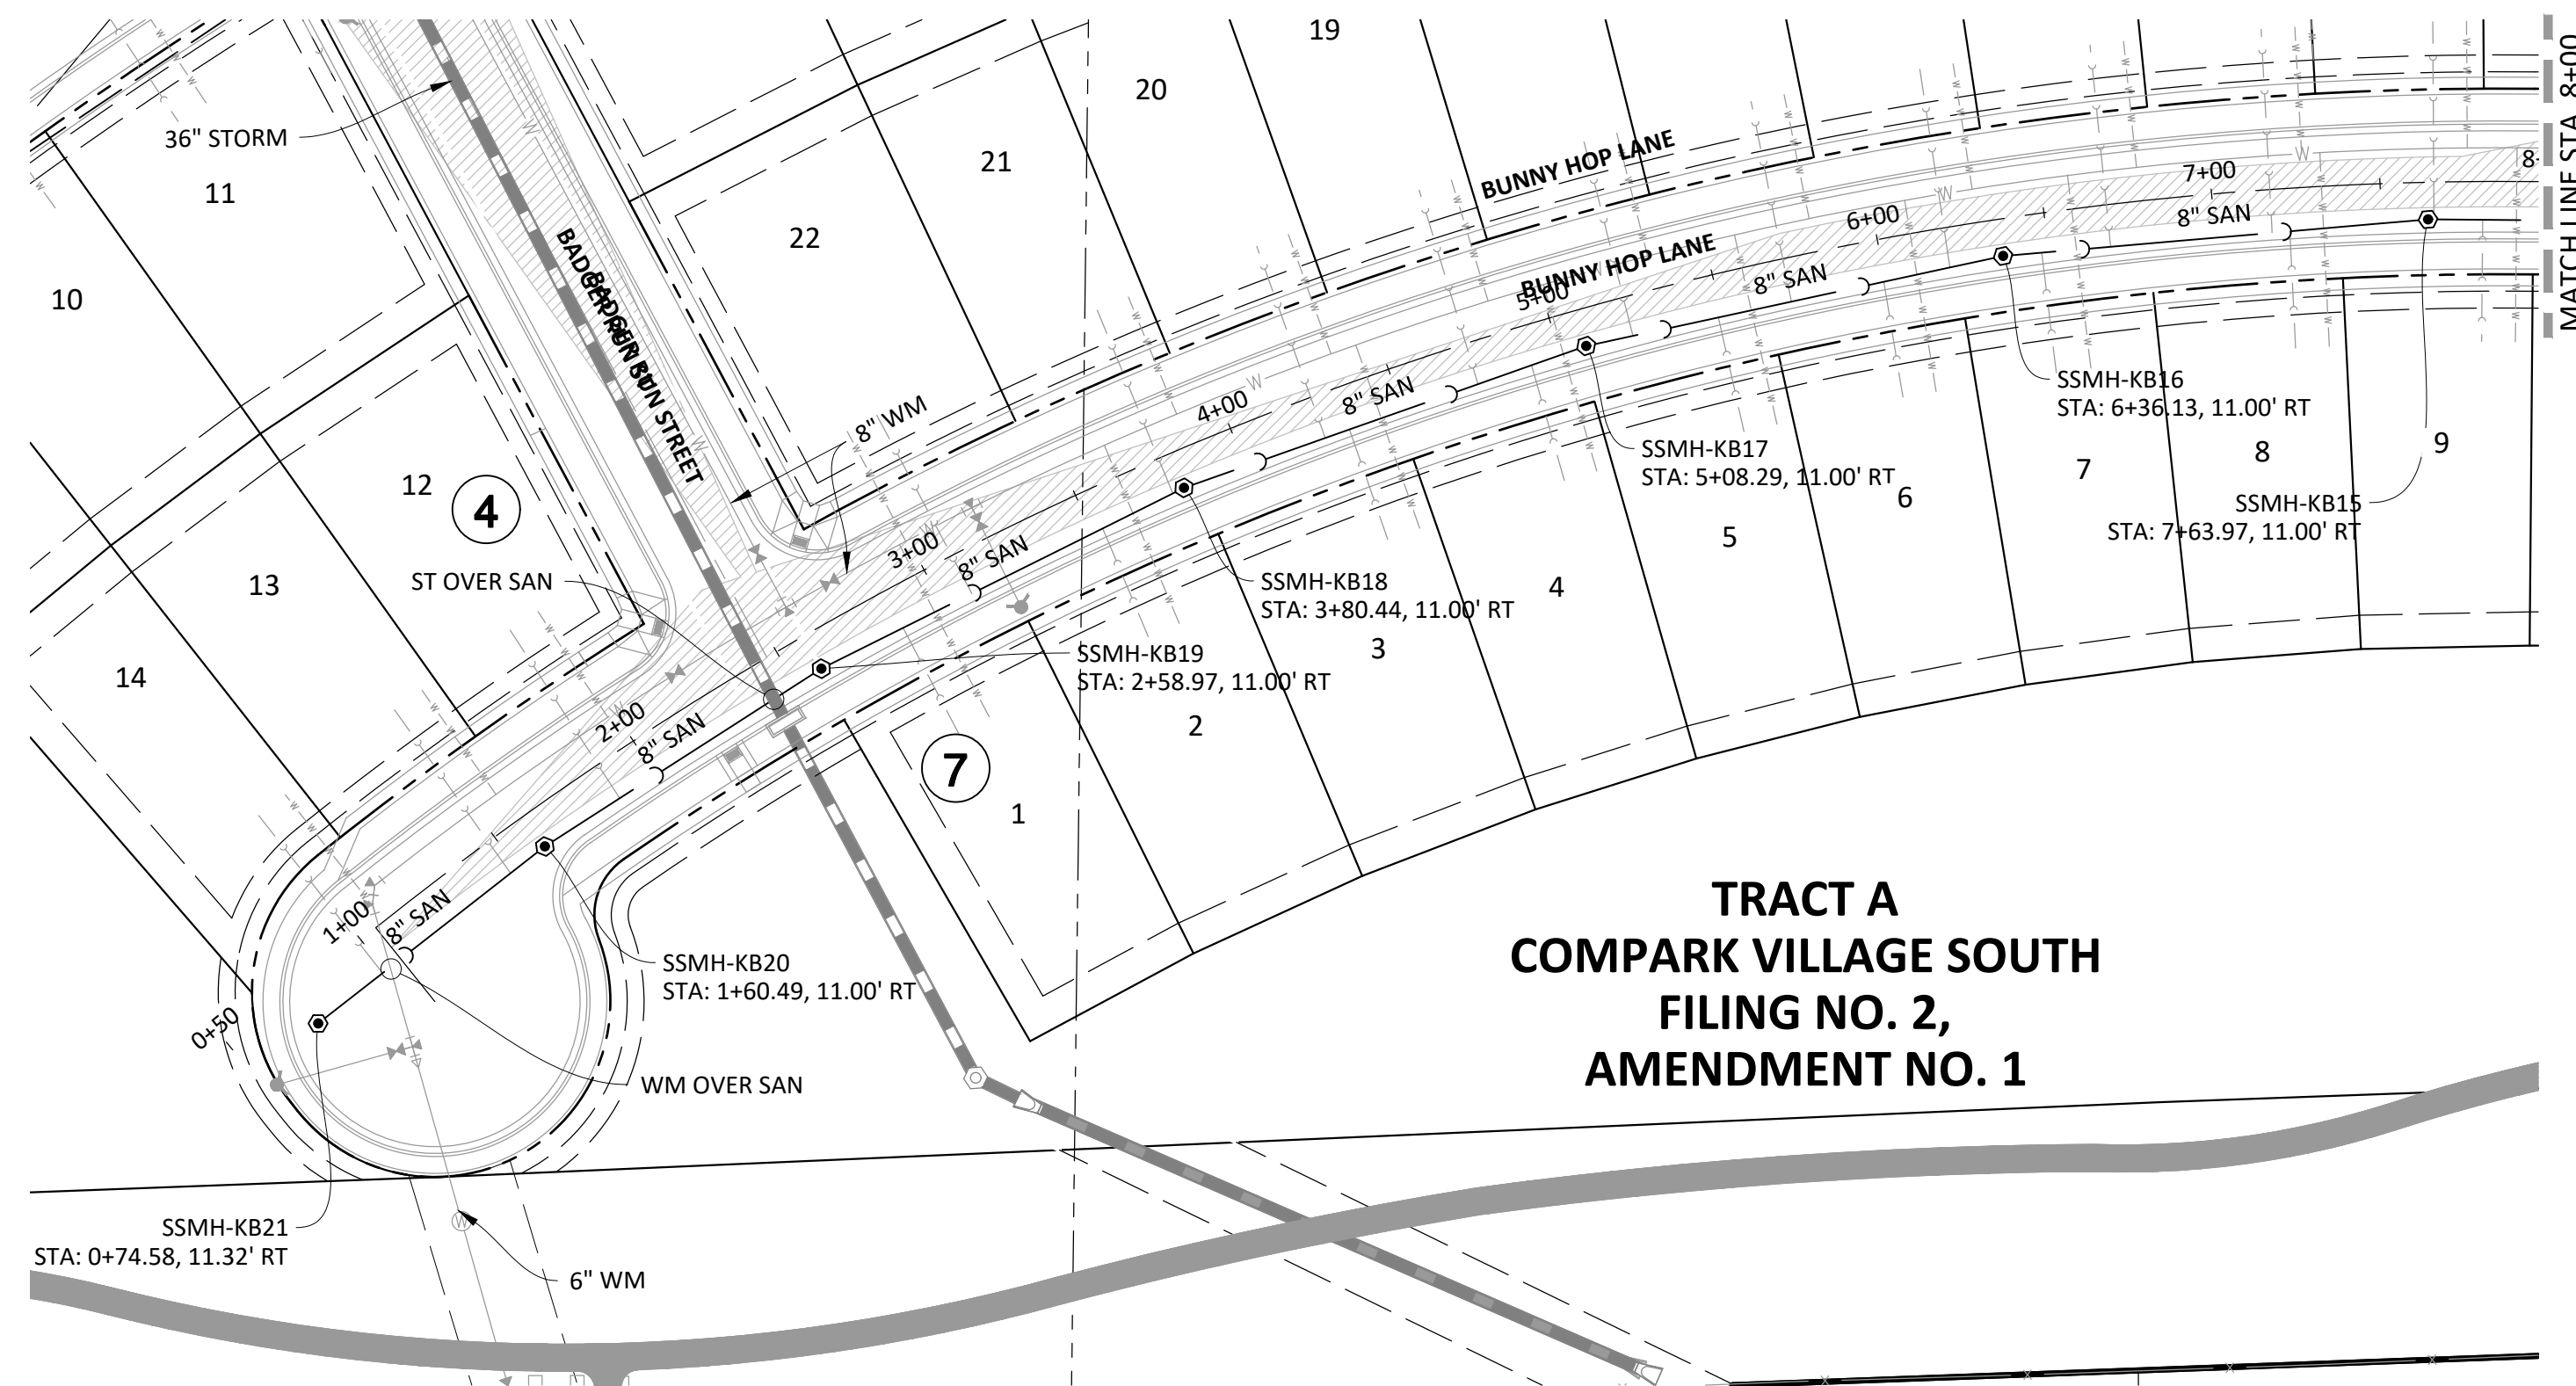 19
20
21
22
36" STORM
11
10
12
4
13
14
BADGER RUN ST
BADGER RUN STREET
BUNNY HOP LANE
BUNNY HOP LANE
MATCH LINE STA 8+00
8" WM
ST OVER SAN
0+50
1+00
2+00
3+00
4+00
5+00
6+00
7+00
8+
8" SAN
8" SAN
8" SAN
8" SAN
8" SAN
8" SAN
SSMH-KB16
STA: 6+36.13, 11.00' RT
SSMH-KB17
STA: 5+08.29, 11.00' RT
SSMH-KB15
STA: 7+63.97, 11.00' RT
SSMH-KB18
STA: 3+80.44, 11.00' RT
SSMH-KB19
STA: 2+58.97, 11.00' RT
SSMH-KB20
STA: 1+60.49, 11.00' RT
WM OVER SAN
SSMH-KB21
STA: 0+74.58, 11.32' RT
6" WM
7
1
2
3
4
5
6
7
8
9
TRACT A
COMPARK VILLAGE SOUTH
FILING NO. 2,
AMENDMENT NO. 1